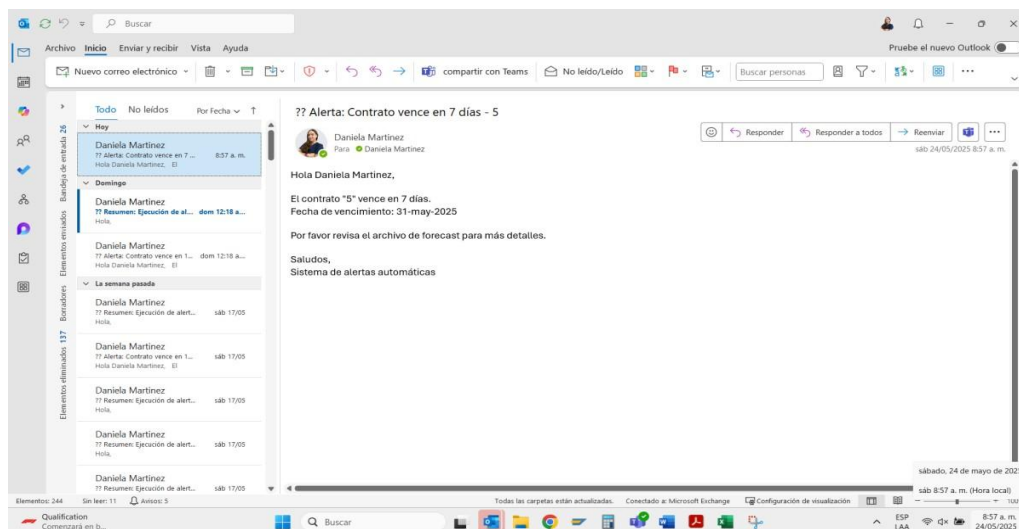 Buscar
Archivo Inicio Enviar y recibir Vista Ayuda
Pruebe el nuevo Outlook
Nuevo correo electrónico
compartir con Teams
No leído/Leído
Buscar personas
Todo No leídos Por Fecha
Bandeja de entrada 26
Elementos enviados
Borradores
Elementos eliminados 137
Hoy
Daniela Martinez
?? Alerta: Contrato vence en 7 ... 8:57 a. m.
Hola Daniela Martinez, El
Domingo
Daniela Martinez
?? Resumen: Ejecución de al... dom 12:18 a...
Hola,
Daniela Martinez
?? Alerta: Contrato vence en 1... dom 12:18 a...
Hola Daniela Martinez, El
La semana pasada
Daniela Martinez
?? Resumen: Ejecución de alert... sáb 17/05
Hola,
Daniela Martinez
?? Alerta: Contrato vence en 1... sáb 17/05
Hola Daniela Martinez, El
Daniela Martinez
?? Resumen: Ejecución de alert... sáb 17/05
Hola,
Daniela Martinez
?? Resumen: Ejecución de alert... sáb 17/05
Hola,
Daniela Martinez
?? Resumen: Ejecución de alert... sáb 17/05
?? Alerta: Contrato vence en 7 días - 5
Daniela Martinez
Para Daniela Martinez
Responder
Responder a todos
Reenviar
sáb 24/05/2025 8:57 a. m.
Hola Daniela Martinez,
El contrato "5" vence en 7 días.
Fecha de vencimiento: 31-may-2025
Por favor revisa el archivo de forecast para más detalles.
Saludos,
Sistema de alertas automáticas
sábado, 24 de mayo de 202
sáb 8:57 a. m. (Hora local)
Elementos: 244 Sin leer: 11 Avisos: 5
Todas las carpetas están actualizadas. Conectado a: Microsoft Exchange
Configuración de visualización
100
Qualification
Comenzará en b...
Buscar
ESP
LAA
8:57 a. m.
24/05/2025